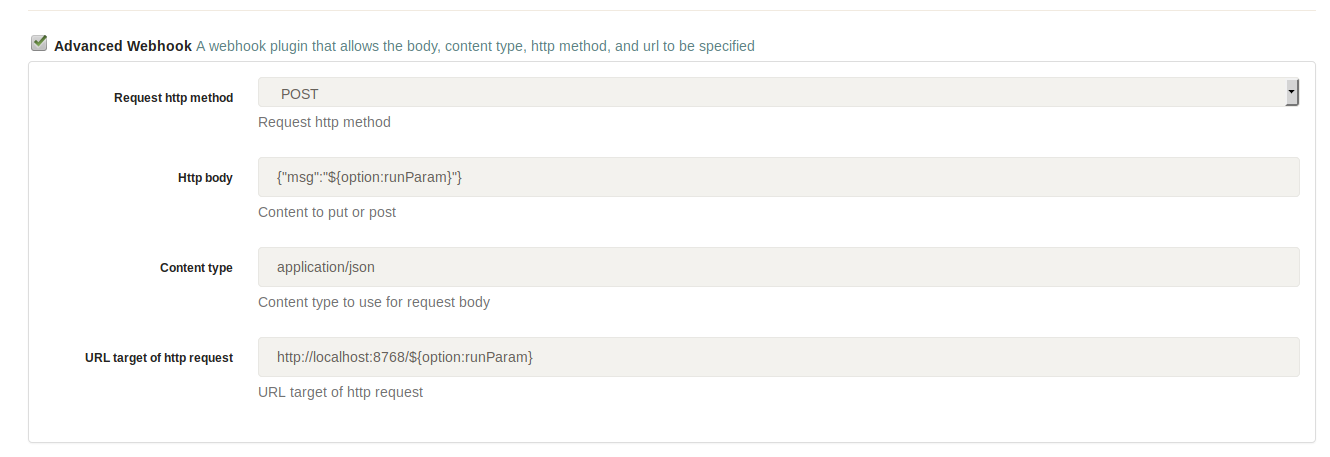 Advanced Webhook A webhook plugin that allows the body, content type, http method, and url to be specified
Request http method POST
Request http method
Http body {"msg":"${option:runParam}"}
Content to put or post
Content type application/json
Content type to use for request body
URL target of http request http://localhost:8768/${option:runParam}
URL target of http request